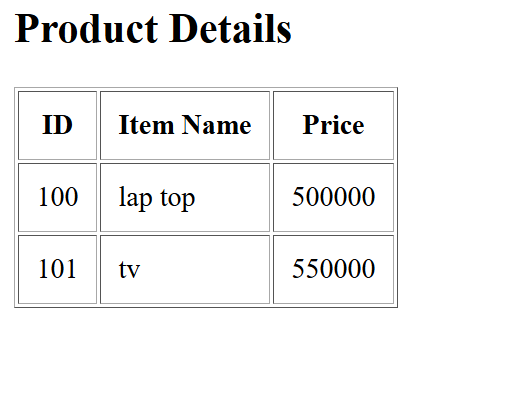 Product Details
ID Item Name Price
100 lap top 500000
101 tv 550000